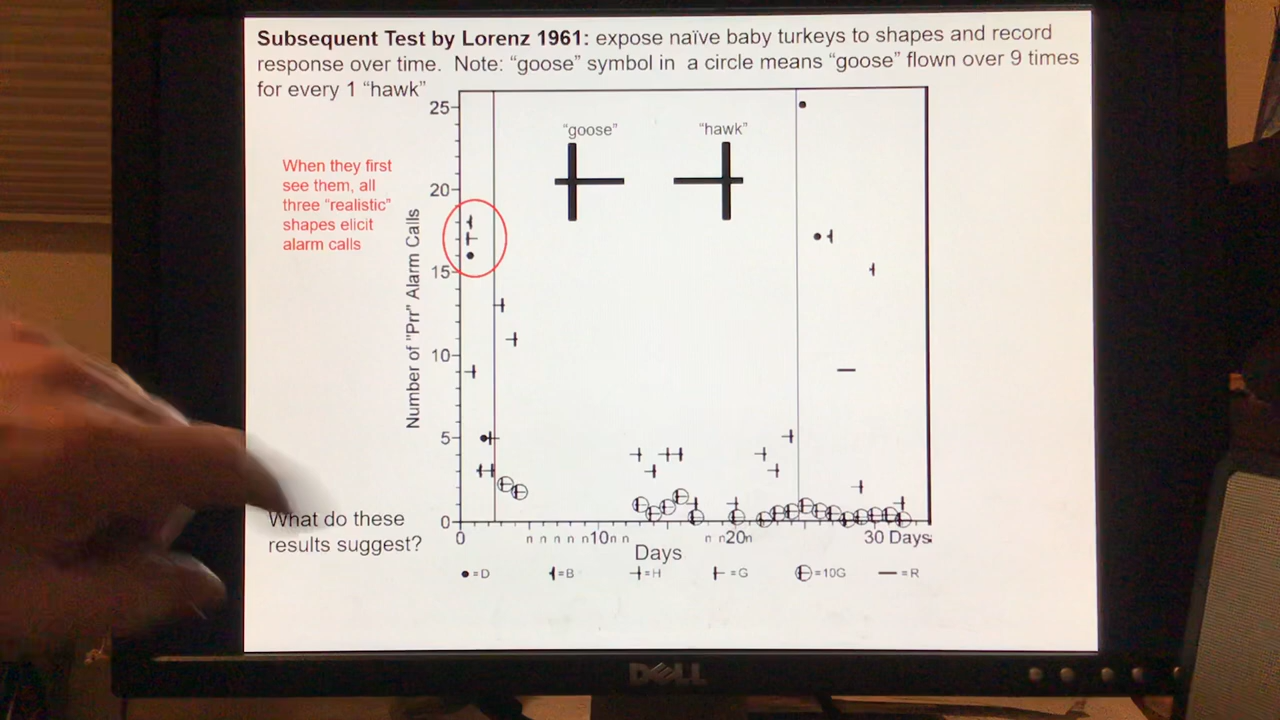 Subsequent Test by Lorenz 1961: expose naïve baby turkeys to shapes and record
response over time. Note: “goose” symbol in a circle means “goose” flown over 9 times
for every 1 “hawk”
25
“goose”
“hawk”
When they first
see them, all
three “realistic”
shapes elicit
alarm calls
20
15
10
5
0
Number of "Prr" Alarm Calls
What do these
results suggest?
0
n n n n n10n n
n n20n
30 Days
Days
=D
=B
=H
=G
=10G
=R
DELL